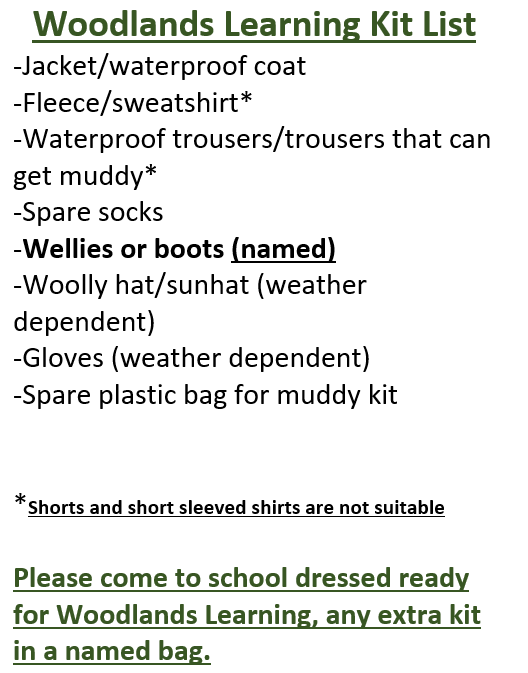 Woodlands Learning Kit List
-Jacket/waterproof coat
-Fleece/sweatshirt*
-Waterproof trousers/trousers that can
get muddy*
-Spare socks
-Wellies or boots (named)
-Woolly hat/sunhat (weather
dependent)
-Gloves (weather dependent)
-Spare plastic bag for muddy kit
*Shorts and short sleeved shirts are not suitable
Please come to school dressed ready
for Woodlands Learning, any extra kit
in a named bag.